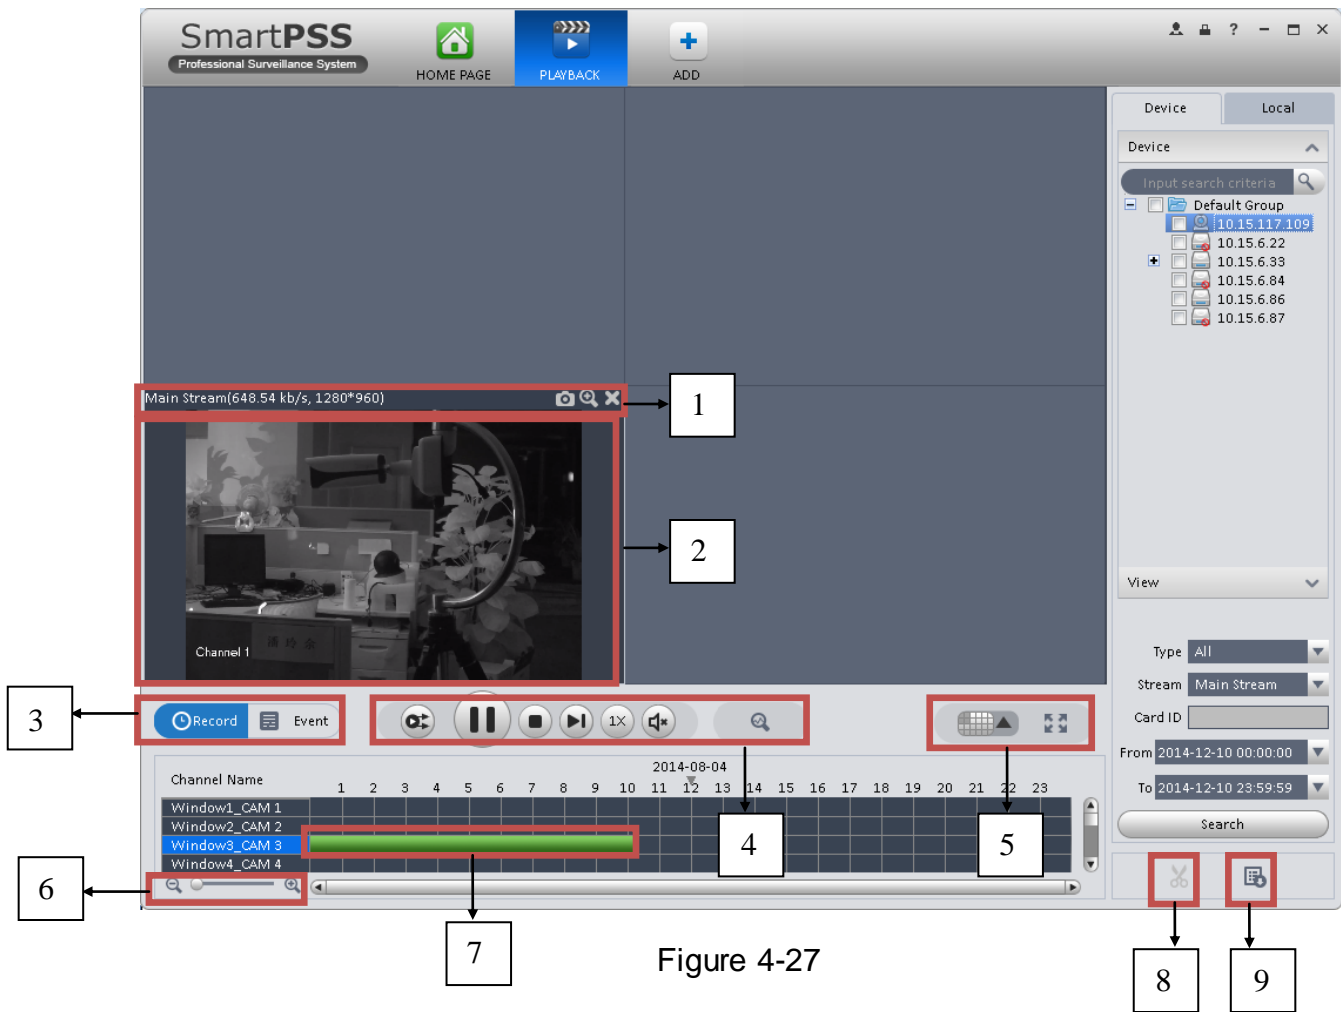 SmartPSS
Professional Surveillance System
HOME PAGE
PLAYBACK
ADD
?
Device
Local
Device
Input search criteria
Default Group
10.15.117.109
10.15.6.22
10.15.6.33
10.15.6.84
10.15.6.86
10.15.6.87
Main Stream(648.54 kb/s, 1280*960)
1
2
Channel 1
View
Type All
Stream Main Stream
Card ID
From 2014-12-10 00:00:00
To 2014-12-10 23:59:59
Search
3
Record
Event
1X
2014-08-04
Channel Name
1 2 3 4 5 6 7 8 9 10 11 12 13 14 15 16 17 18 19 20 21 22 23
Window1_CAM 1
Window2_CAM 2
Window3_CAM 3
Window4_CAM 4
4
5
6
7
8
9
Figure 4-27